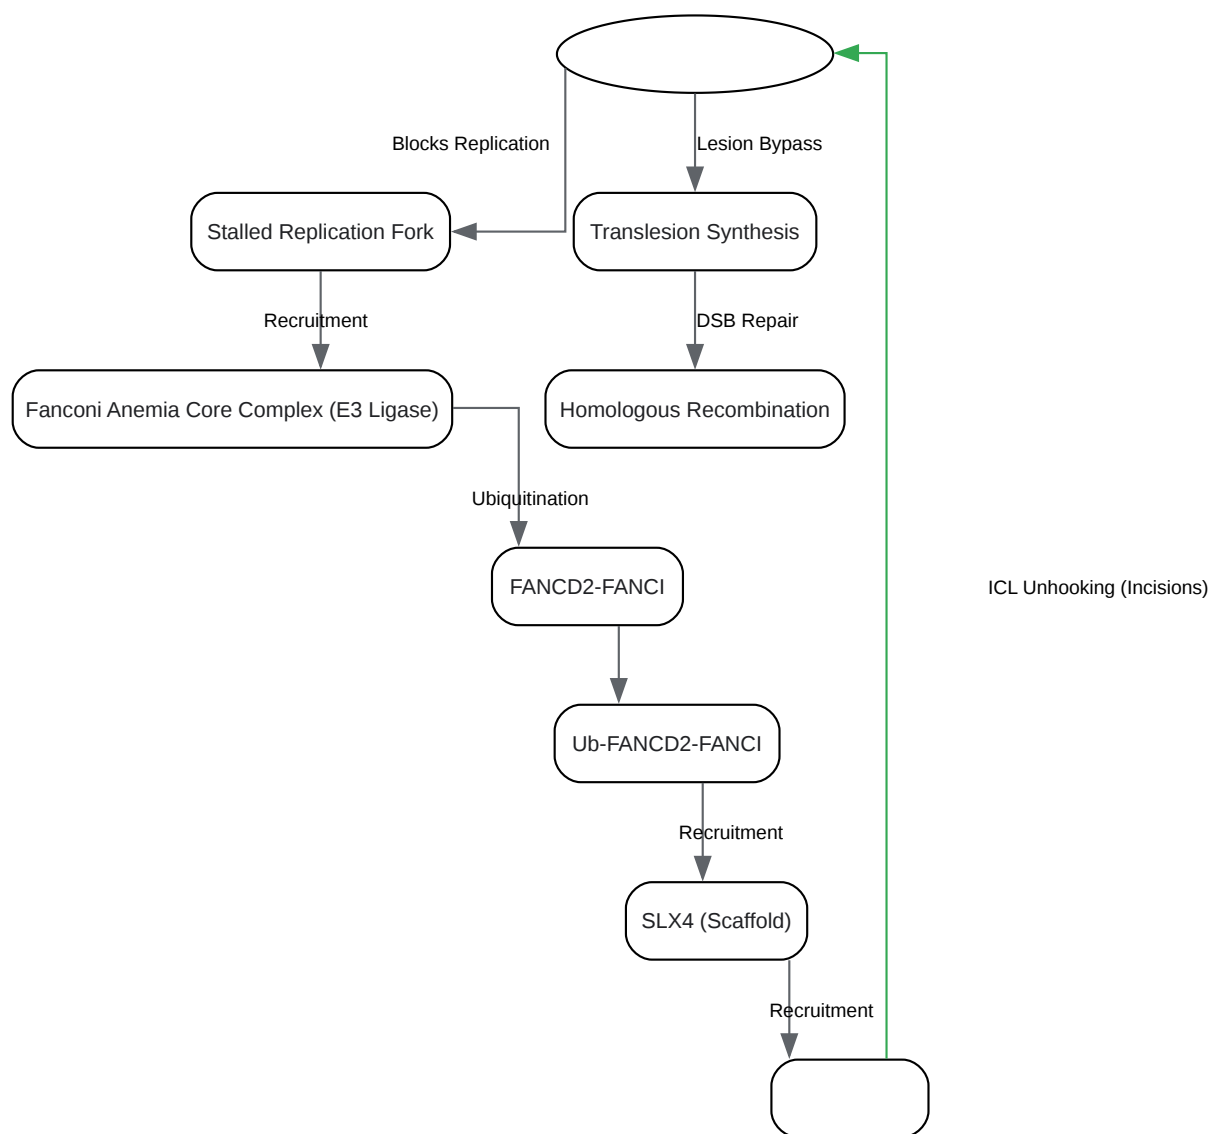 Blocks Replication
Lesion Bypass
Stalled Replication Fork
Translesion Synthesis
Recruitment
DSB Repair
Fanconi Anemia Core Complex (E3 Ligase)
Homologous Recombination
Ubiquitination
FANCD2-FANCI
ICL Unhooking (Incisions)
Ub-FANCD2-FANCI
Recruitment
SLX4 (Scaffold)
Recruitment